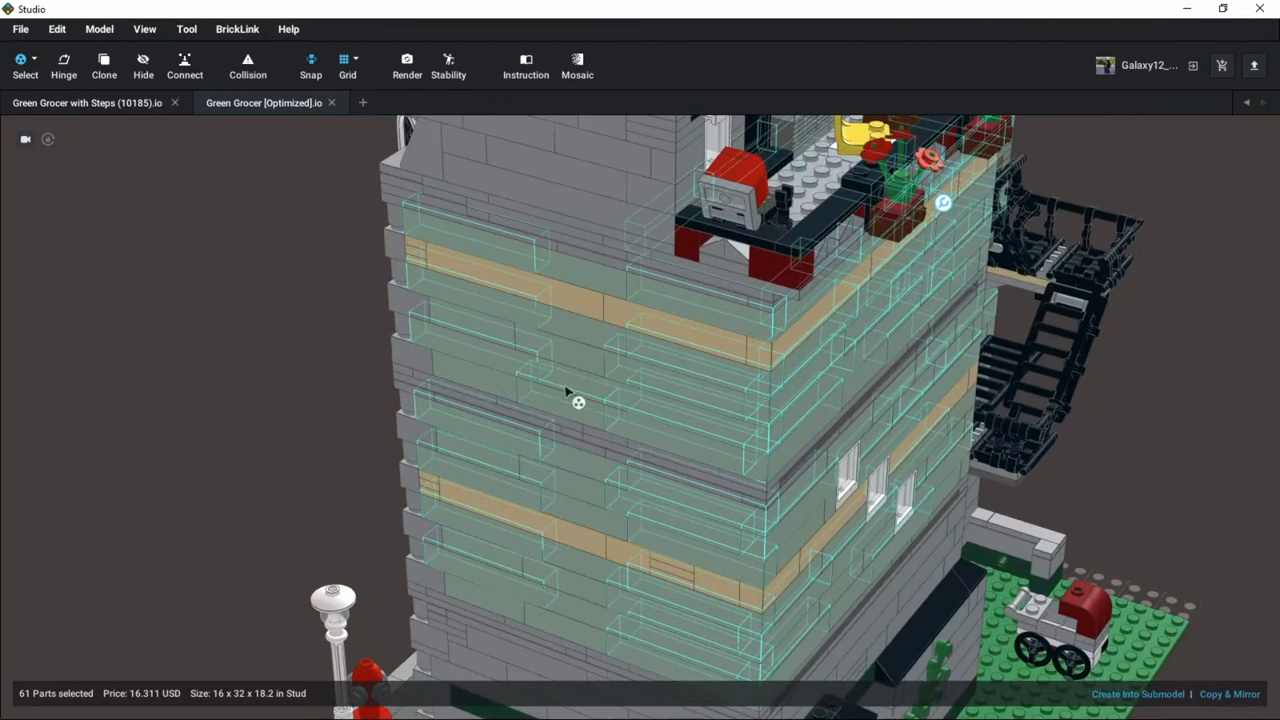 Studio
File Edit Model View Tool BrickLink Help
Select Hinge Clone Hide Connect Collision Snap Grid Render Stability Instruction Mosaic Galaxy12_...
Green Grocer with Steps (10185).io Green Grocer [Optimized].io
61 Parts selected Price: 16.311 USD Size: 16 x 32 x 18.2 in Stud Create Into Submodel Copy & Mirror